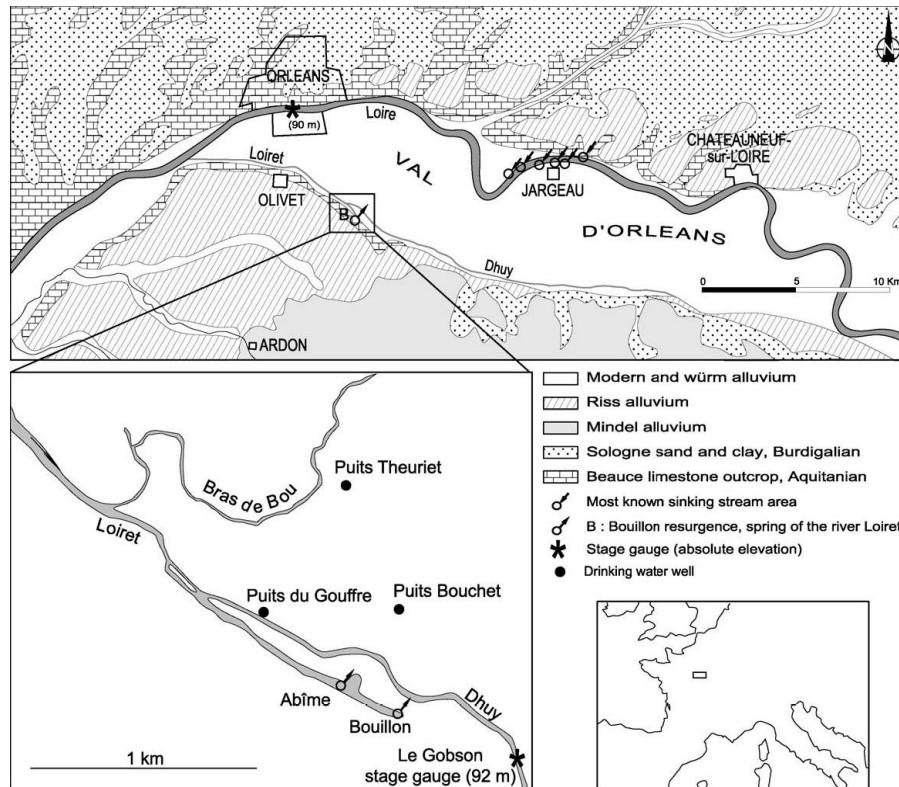 N
ORLEANS
(90 m)
Loire
CHATEAUNEUF-
sur-LOIRE
Loiret
VAL
JARGEAU
OLIVET
B
D'ORLEANS
Dhuy
0 5 10 Km
ARDON
Modern and würm alluvium
Riss alluvium
Mindel alluvium
Sologne sand and clay, Burdigalian
Beauce limestone outcrop, Aquitanian
Most known sinking stream area
B : Bouillon resurgence, spring of the river Loiret
Stage gauge (absolute elevation)
Drinking water well
Puits Theuriet
Bras de Bou
Loiret
Puits du Gouffre
Puits Bouchet
Abîme
Bouillon
Dhuy
Le Gobson
stage gauge (92 m)
1 km